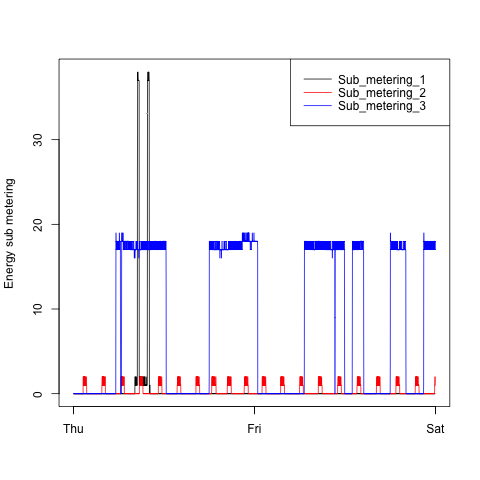 Sub_metering_1
Sub_metering_2
Sub_metering_3
Energy sub metering
30
20
10
0
Thu Fri Sat